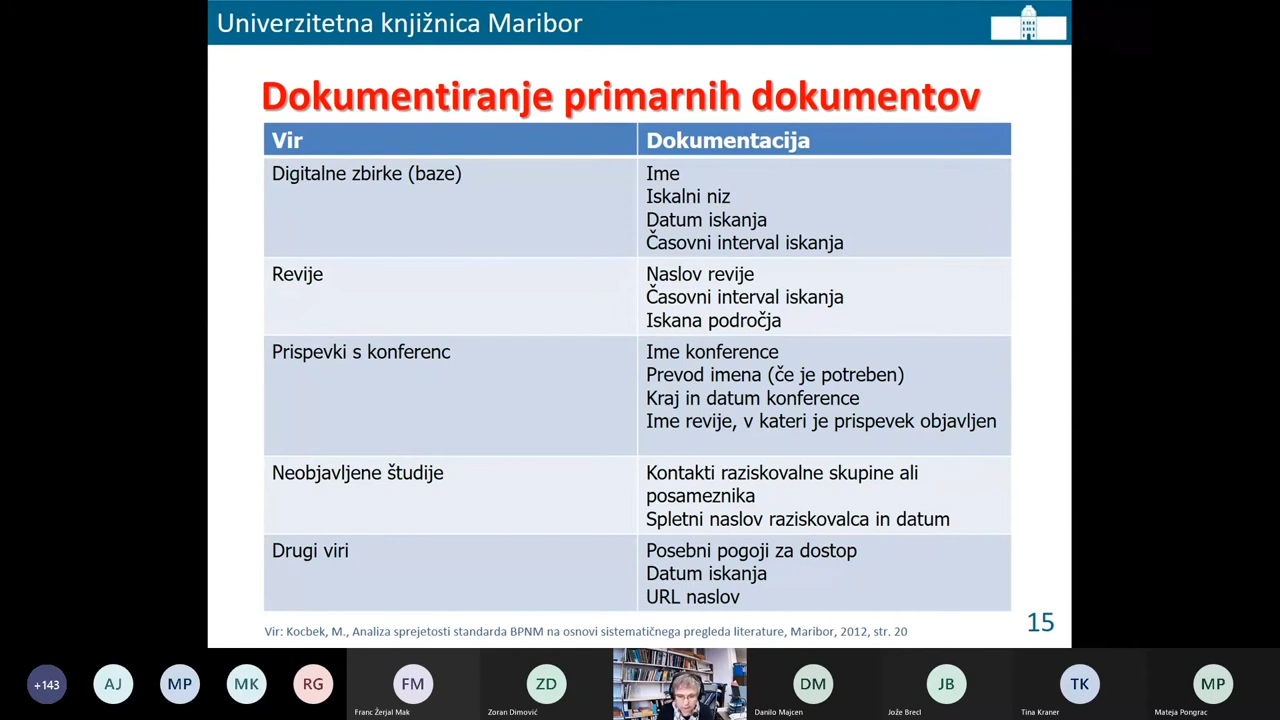 Univerzitetna knjižnica Maribor
Dokumentiranje primarnih dokumentov
Vir
Dokumentacija
Digitalne zbirke (baze)
Ime
Iskalni niz
Datum iskanja
Časovni interval iskanja
Revije
Naslov revije
Časovni interval iskanja
Iskana področja
Prispevki s konferenc
Ime konference
Prevod imena (če je potreben)
Kraj in datum konference
Ime revije, v kateri je prispevek objavljen
Neobjavljene študije
Kontakti raziskovalne skupine ali
posameznika
Spletni naslov raziskovalca in datum
Drugi viri
Posebni pogoji za dostop
Datum iskanja
URL naslov
Vir: Kocbek, M., Analiza sprejetosti standarda BPNM na osnovi sistematičnega pregleda literature, Maribor, 2012, str. 20
15
+143
AJ
MP
MK
RG
FM
Franc Žerjal Mak
ZD
Zoran Dimović
DM
Danilo Majcen
JB
Jože Brecl
TK
Tina Kraner
MP
Mateja Pongrac